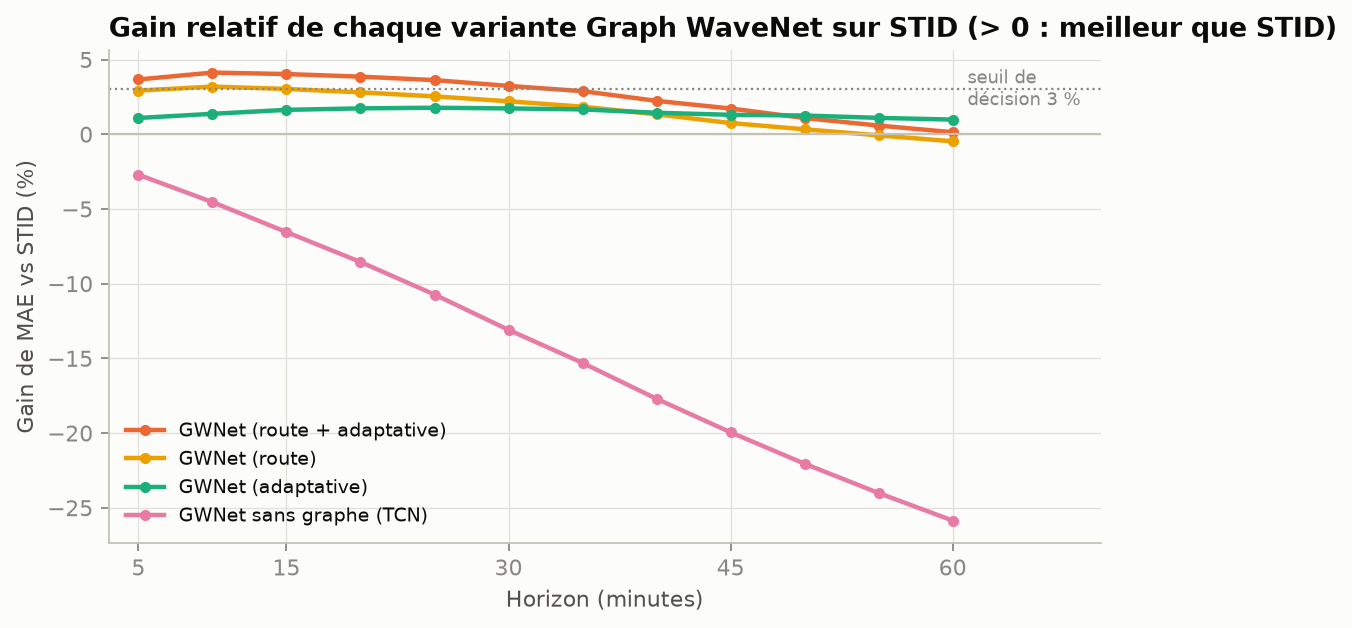 Gain relatif de chaque variante Graph WaveNet sur STID (> 0 : meilleur que STID)
Gain de MAE vs STID (%)
5
0
−5
−10
−15
−20
−25
seuil de
décision 3 %
GWNet (route + adaptative)
GWNet (route)
GWNet (adaptative)
GWNet sans graphe (TCN)
5
15
30
45
60
Horizon (minutes)